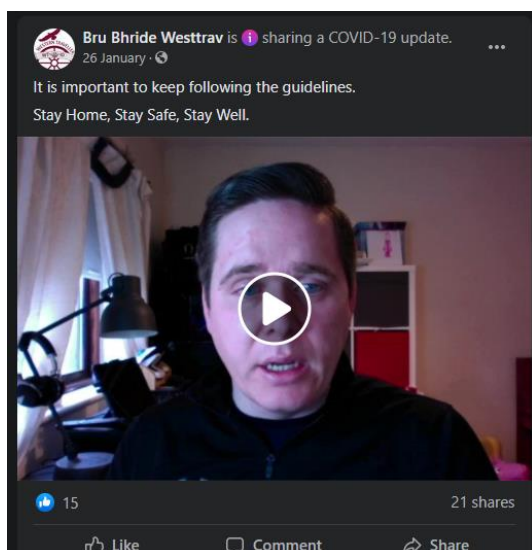 Bru Bhride Westtrav is sharing a COVID-19 update.
26 January ·
It is important to keep following the guidelines.
Stay Home, Stay Safe, Stay Well.
15
21 shares
Like Comment Share